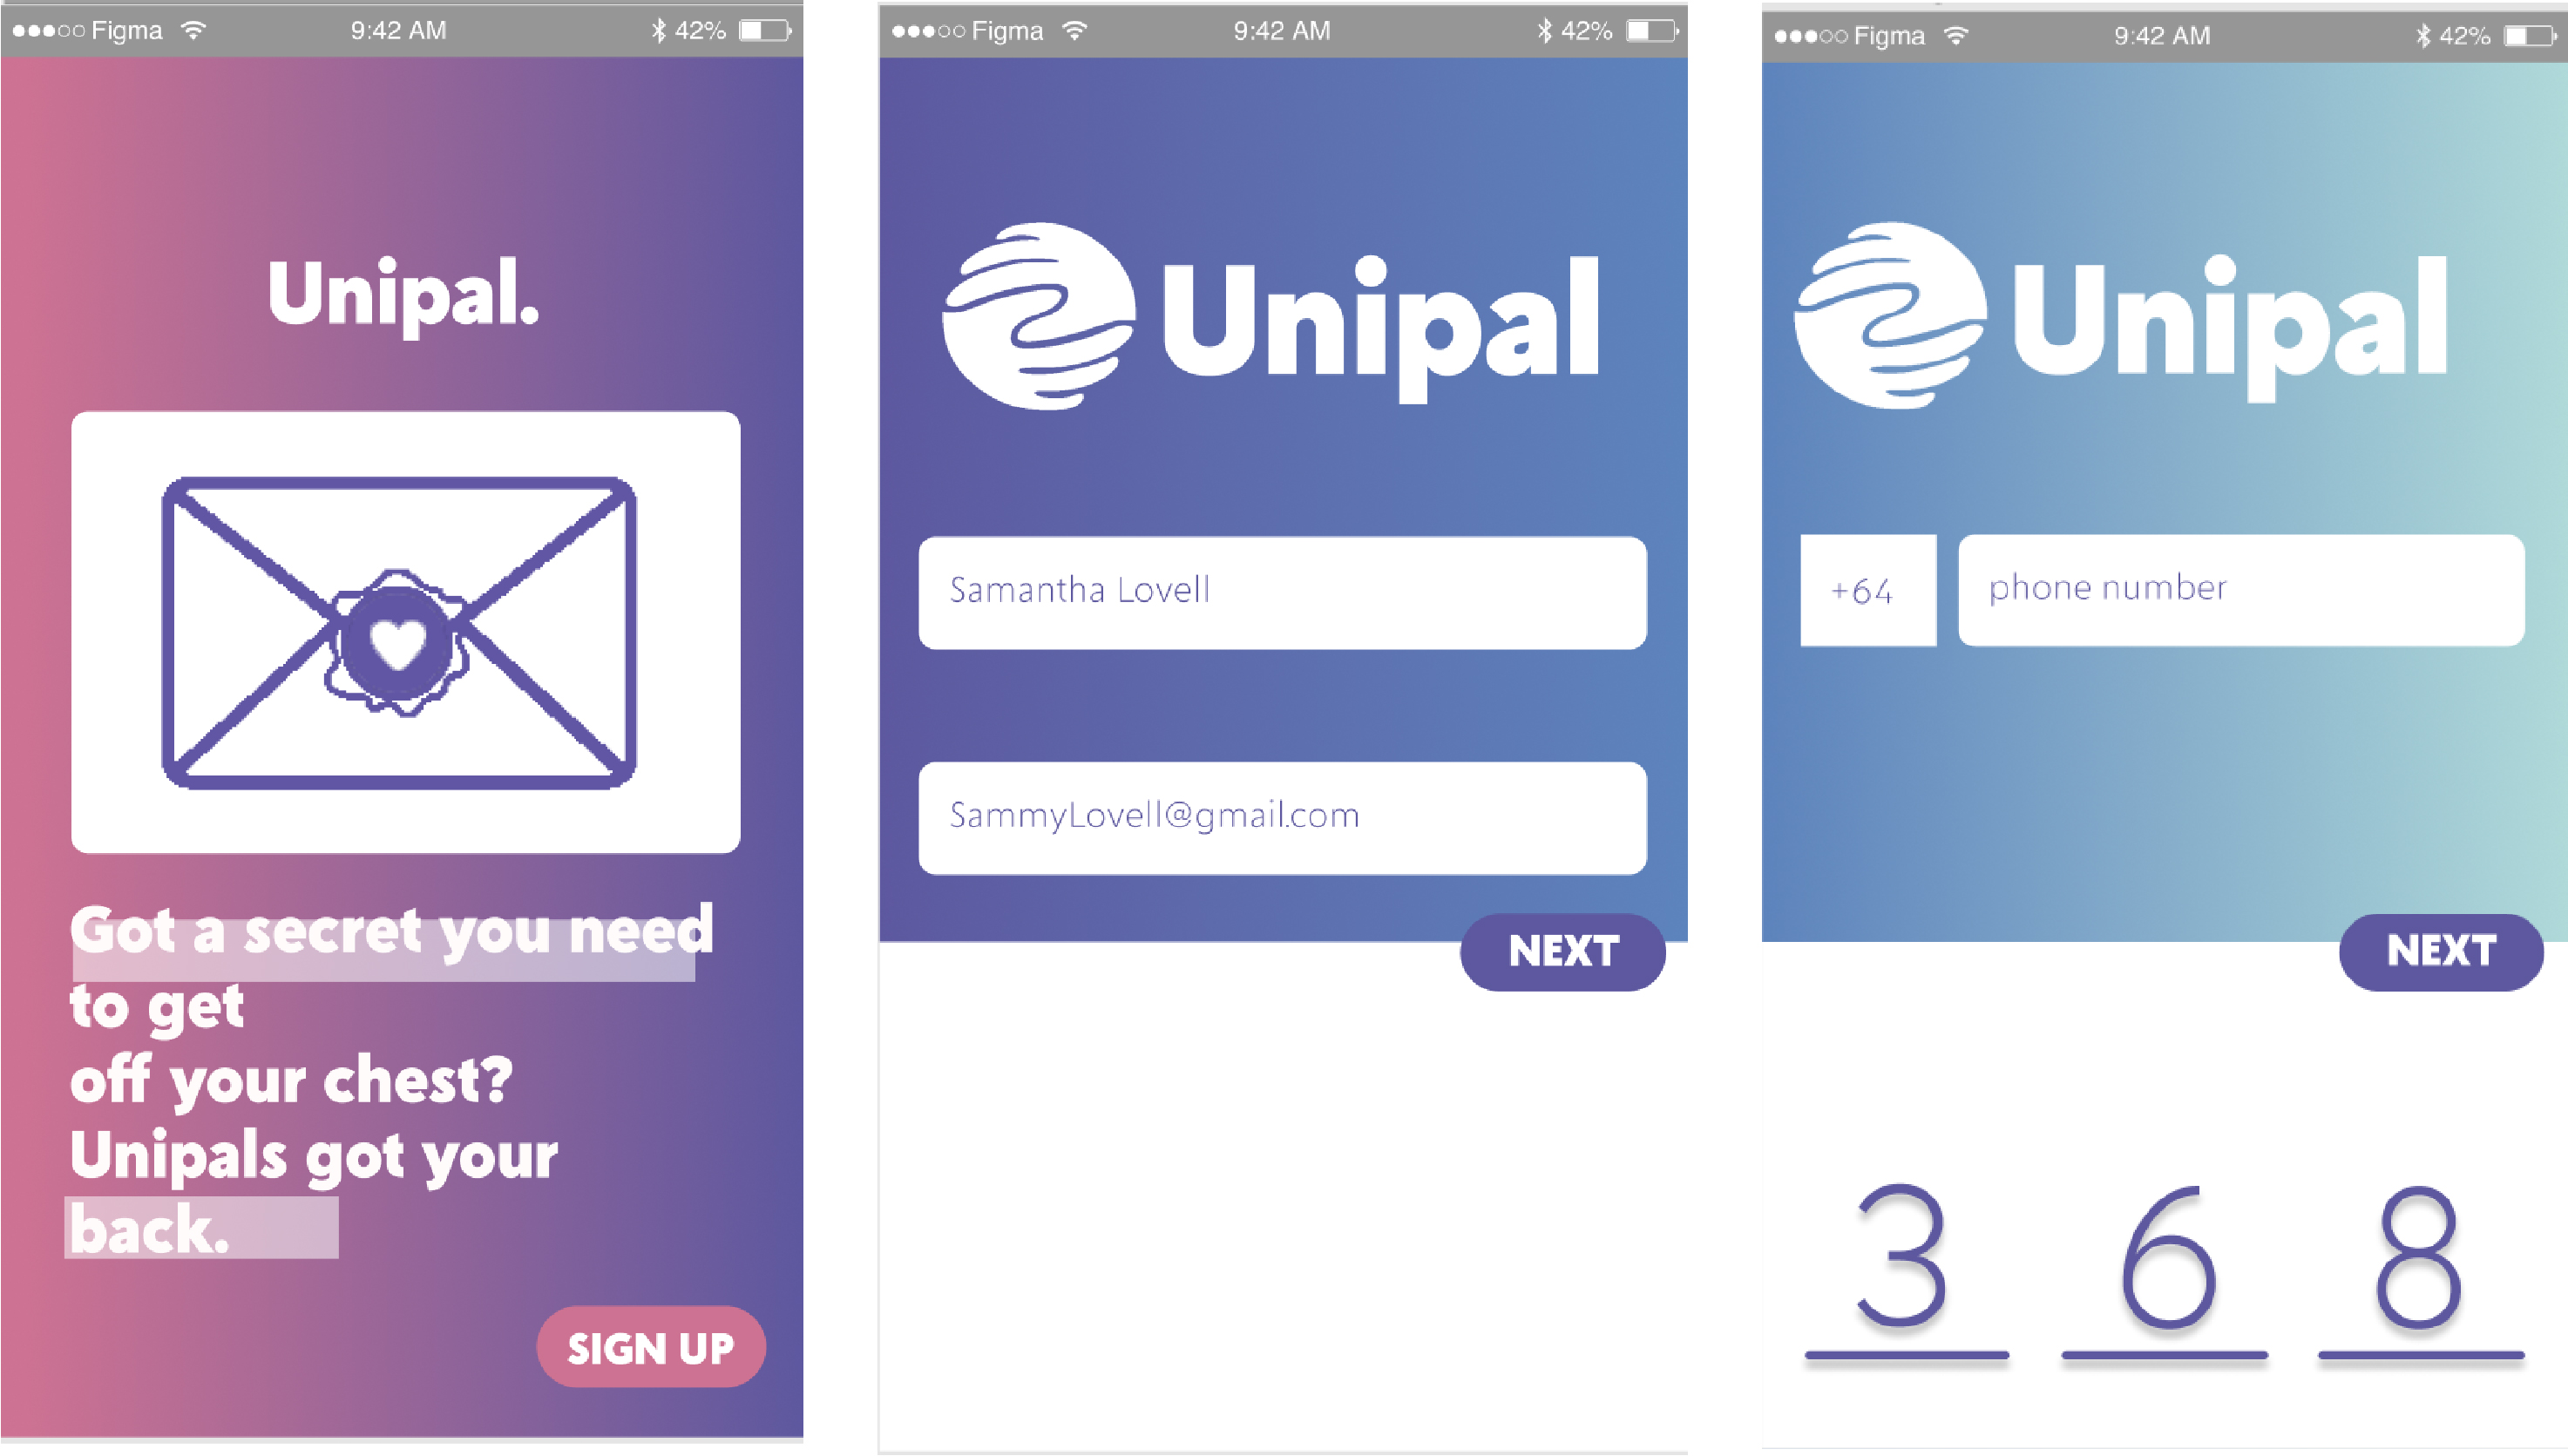 Figma 9:42 AM 42%
Unipal.
Got a secret you need
to get
off your chest?
Unipals got your
back.
SIGN UP
Figma 9:42 AM 42%
Unipal
Samantha Lovell
SammyLovell@gmail.com
NEXT
Figma 9:42 AM 42%
Unipal
+64 phone number
NEXT
3 6 8